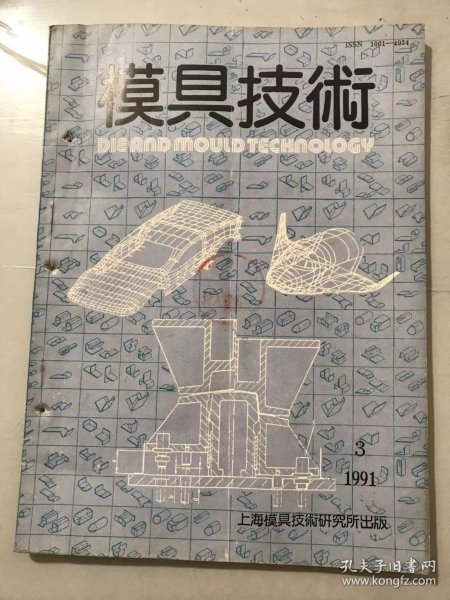 ISSN 1001-4934
模具技術
DIE AND MOULD TECHNOLOGY
3
1991
上海模具技術研究所出版
孔夫子旧书网
www.kongfz.com